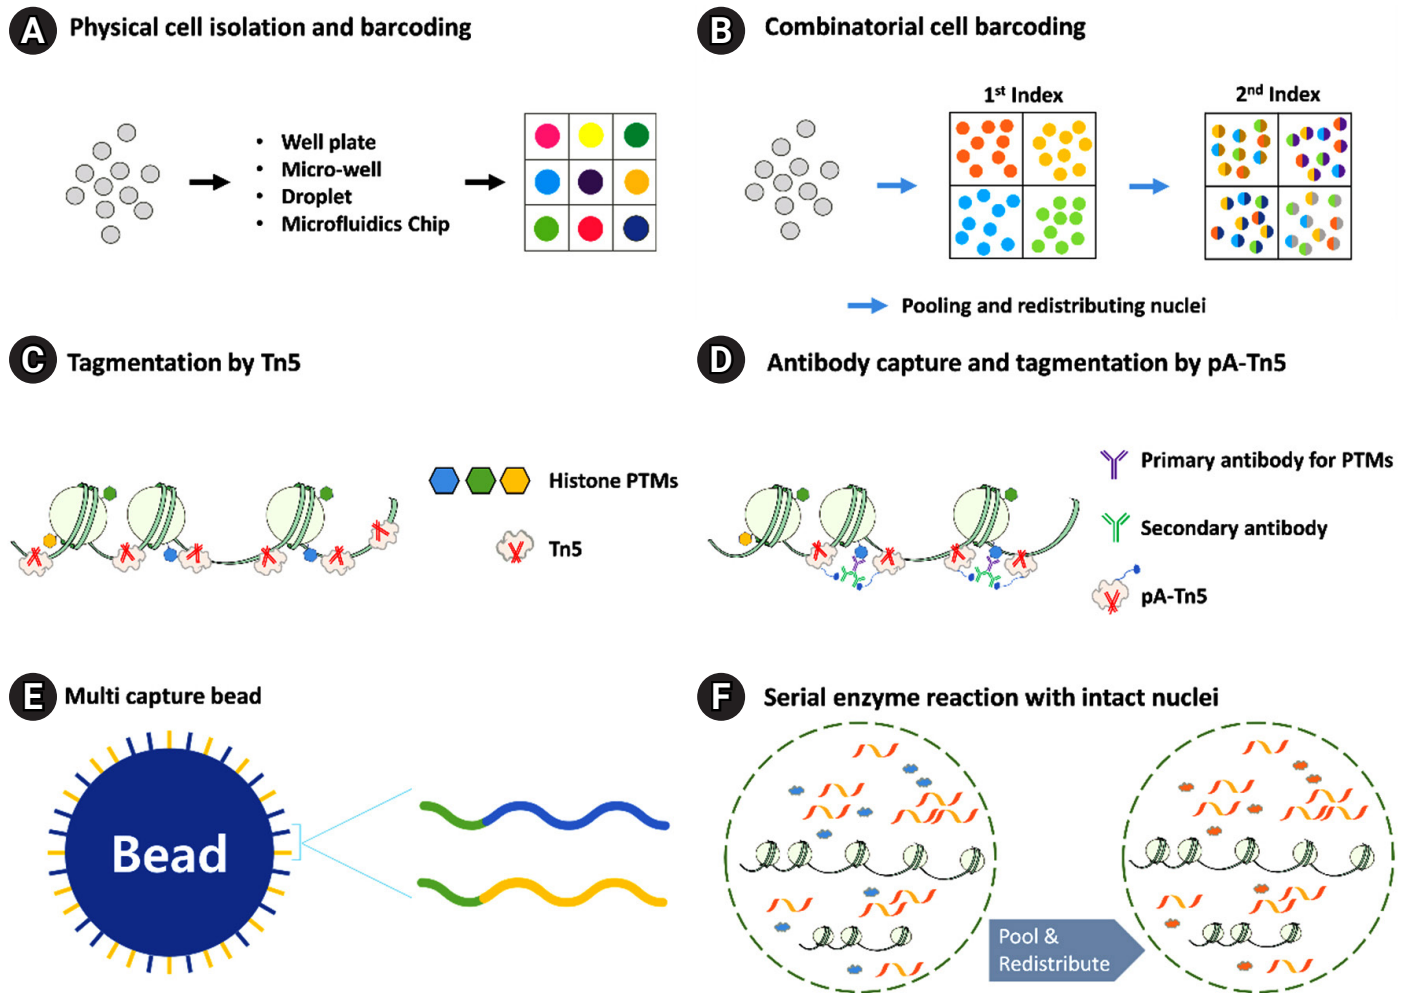 A Physical cell isolation and barcoding
• Well plate
• Micro-well
• Droplet
• Microfluidics Chip
B Combinatorial cell barcoding
1st Index
2nd Index
Pooling and redistributing nuclei
C Tagmentation by Tn5
Histone PTMs
Tn5
D Antibody capture and tagmentation by pA-Tn5
Primary antibody for PTMs
Secondary antibody
pA-Tn5
E Multi capture bead
Bead
F Serial enzyme reaction with intact nuclei
Pool &
Redistribute